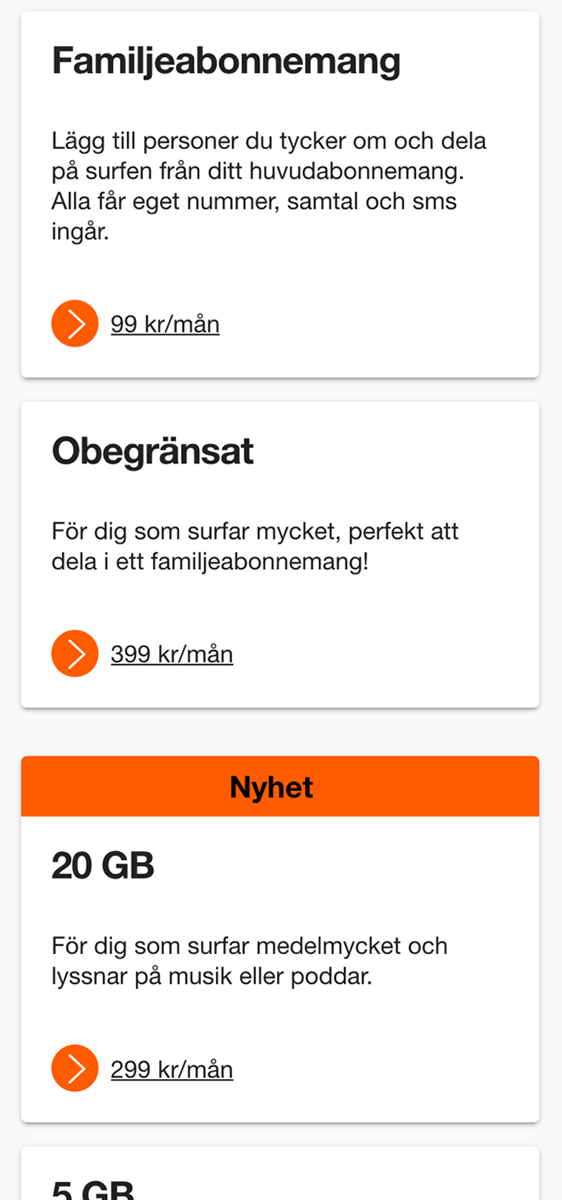 Familjeabonnemang
Lägg till personer du tycker om och dela
på surfen från ditt huvudabonnemang.
Alla får eget nummer, samtal och sms
ingår.
99 kr/mån
Obegränsat
För dig som surfar mycket, perfekt att
dela i ett familjeabonnemang!
399 kr/mån
Nyhet
20 GB
För dig som surfar medelmycket och
lyssnar på musik eller poddar.
299 kr/mån
5 GB